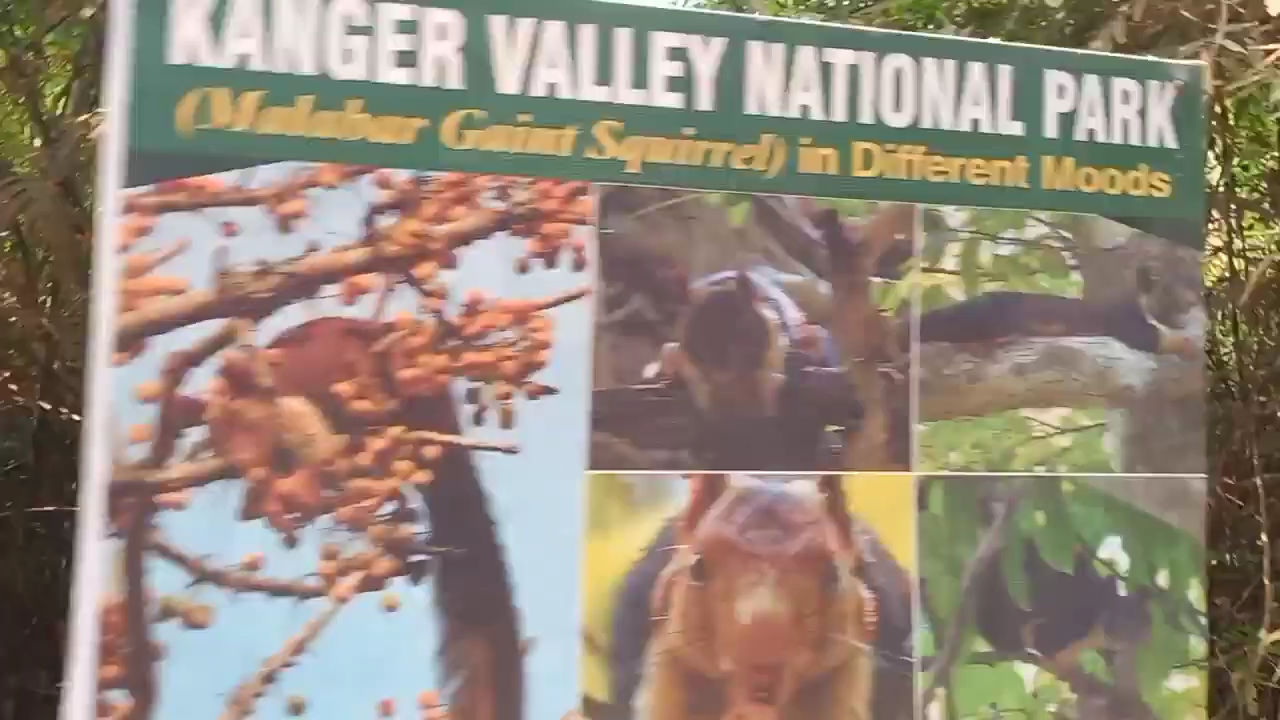 KANGER VALLEY NATIONAL PARK
(Malabar Gaint Squirrel) in Different Moods